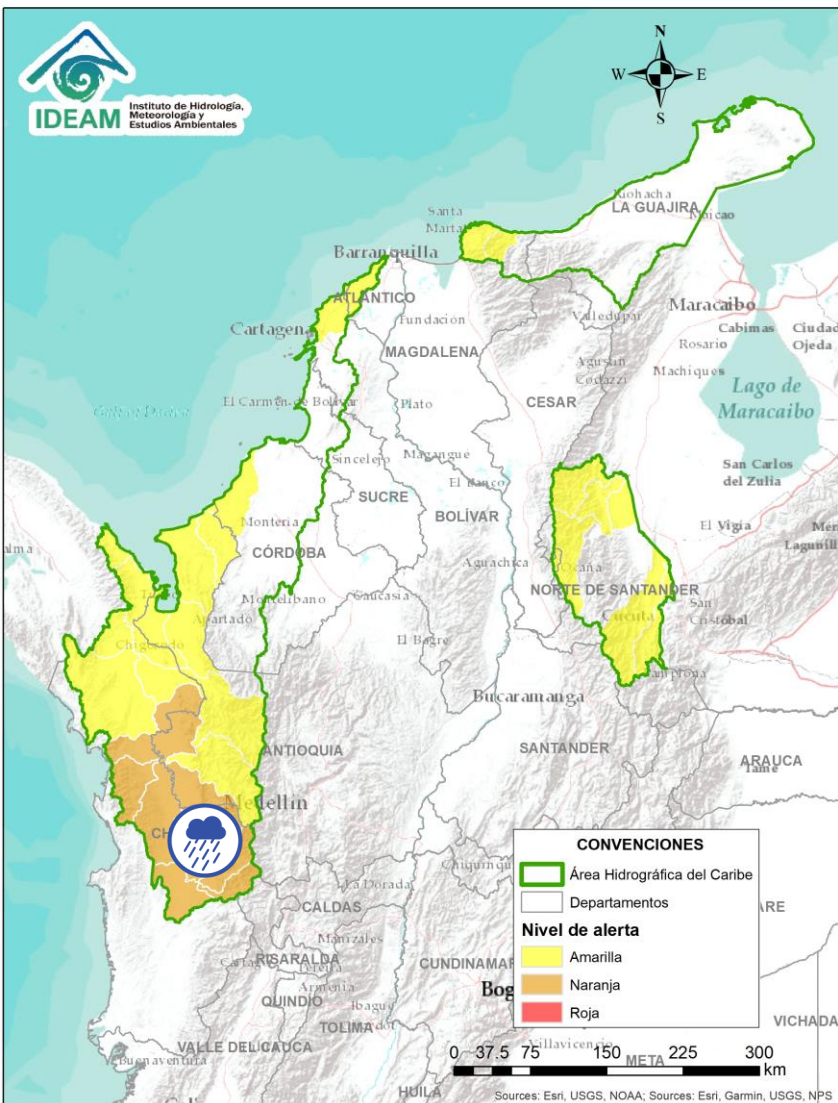 IDEAM
Instituto de Hidrología,
Meteorología y
Estudios Ambientales
N
W
E
S
Riohacha
LA GUAJIRA
Maicao
Santa
Marta
Barranquilla
ATLÁNTICO
Maracaibo
Cartagena
Fundación
Valledupar
Cabimas
Ciudad
Ojeda
Rosario
MAGDALENA
Machiques
Agustín
Codazzi
Lago de
Maracaibo
CESAR
El Carmen de Bolívar
Plato
Sincelejo
Magangué
San Carlos
del Zulia
SUCRE
El Banco
Montería
BOLÍVAR
El Vigía
CÓRDOBA
Aguachica
Ocaña
NORTE DE SANTANDER
Montelíbano
Caucasia
Apartado
San
Cristóbal
Cúcuta
El Bagre
Pamplona
Bucaramanga
ANTIOQUIA
SANTANDER
ARAUCA
Tame
Medellín
La Dorada
CALDAS
Manizales
RISARALDA
Pereira
Armenia
QUINDÍO
Ibagué
TOLIMA
VALLE DEL CAUCA
Buenaventura
HUILA
Villavicencio
META
VICHADA
CONVENCIONES
Área Hidrográfica del Caribe
Departamentos
Nivel de alerta
Amarilla
Naranja
Roja
0 37.5 75 150 225 300
km
Sources: Esri, USGS, NOAA; Sources: Esri, Garmin, USGS, NPS